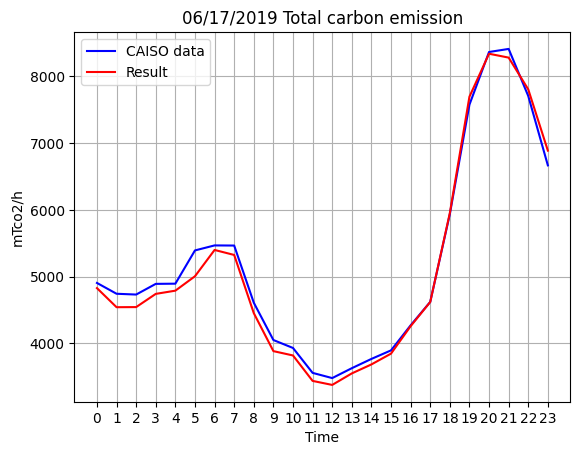 06/17/2019 Total carbon emission
CAISO data
Result
mTco2/h
8000
7000
6000
5000
4000
0 1 2 3 4 5 6 7 8 9 10 11 12 13 14 15 16 17 18 19 20 21 22 23
Time